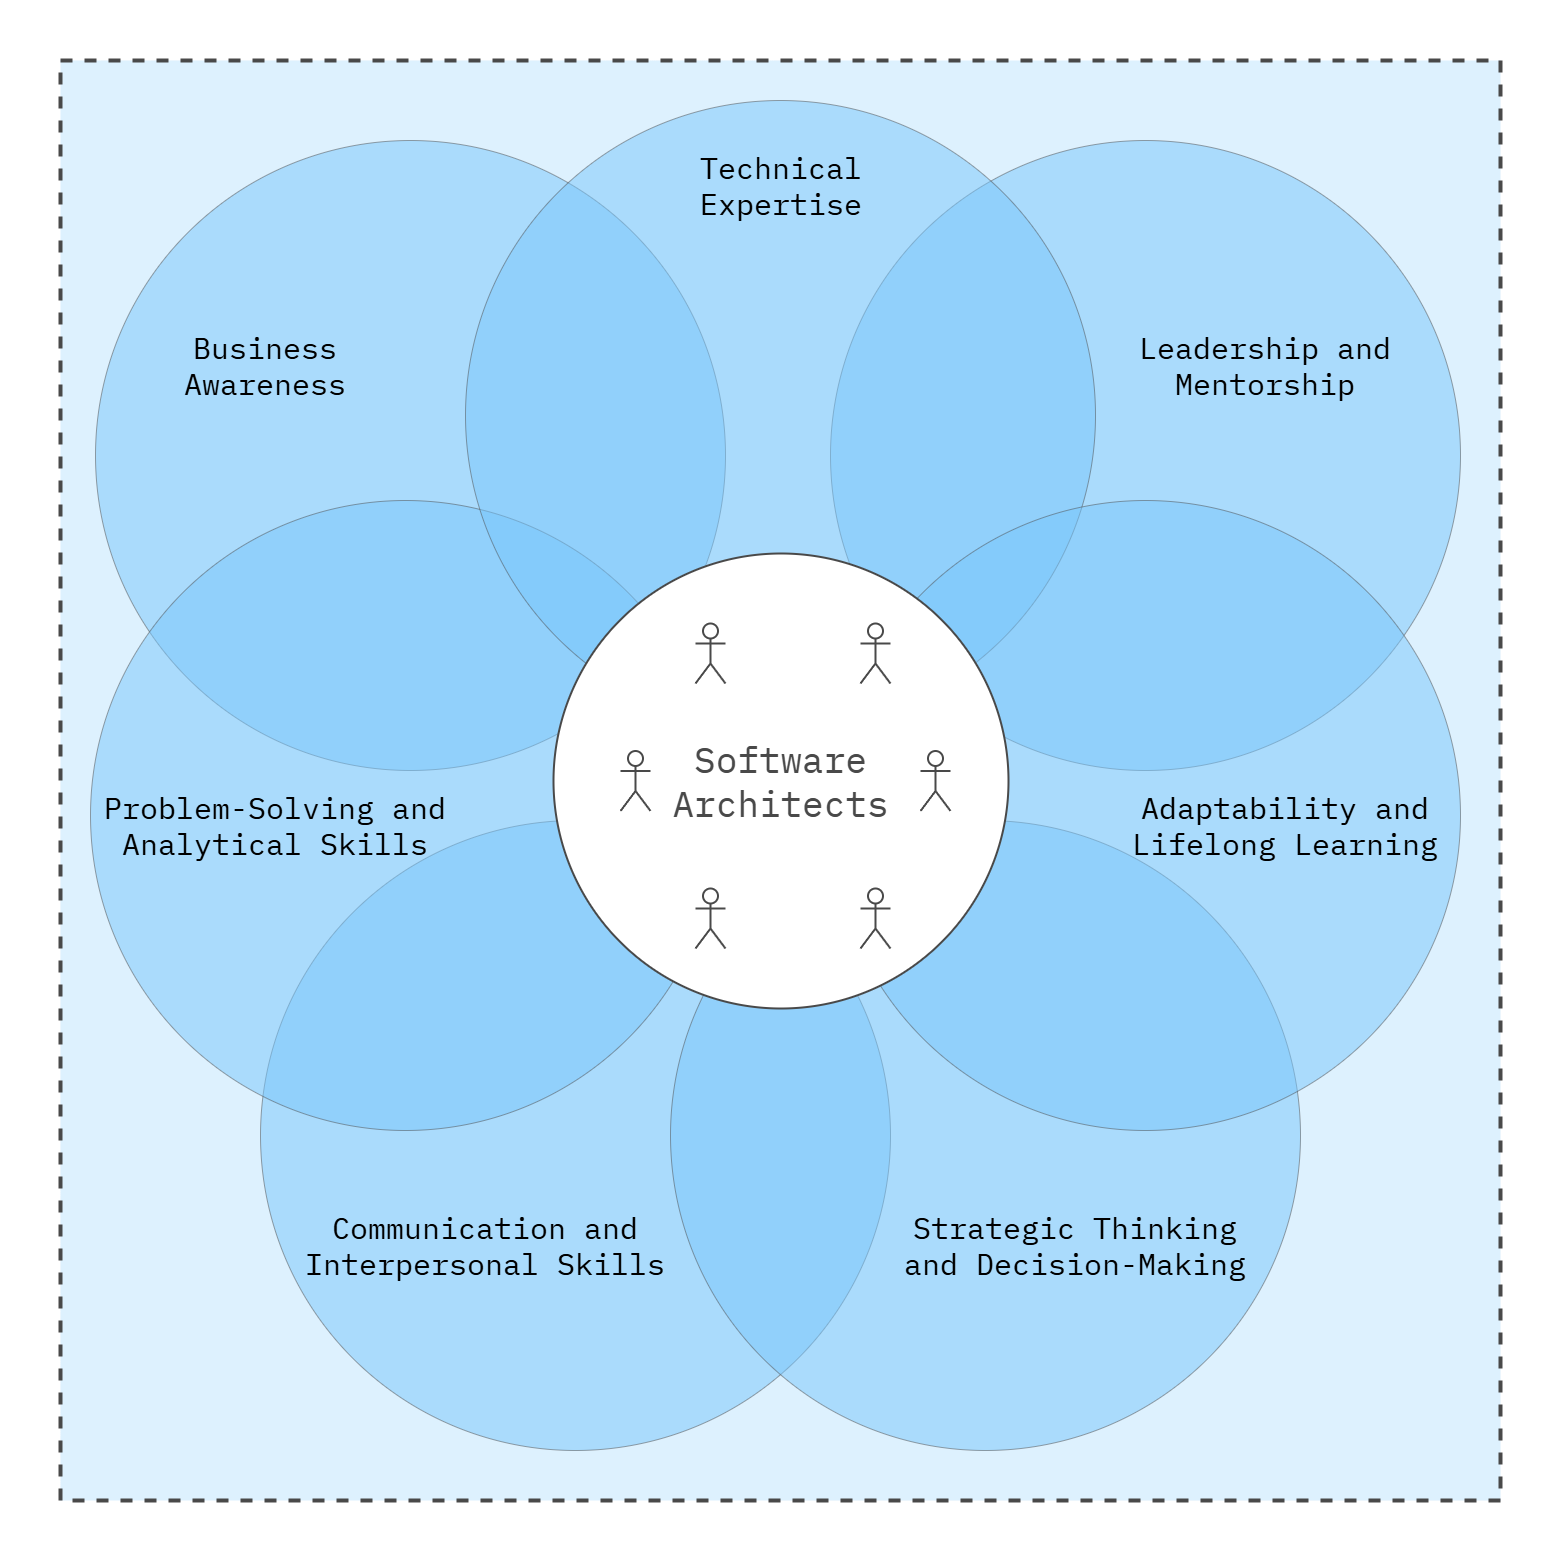 Technical
Expertise
Business
Awareness
Leadership and
Mentorship
Software
Architects
Problem-Solving and
Analytical Skills
Adaptability and
Lifelong Learning
Communication and
Interpersonal Skills
Strategic Thinking
and Decision-Making